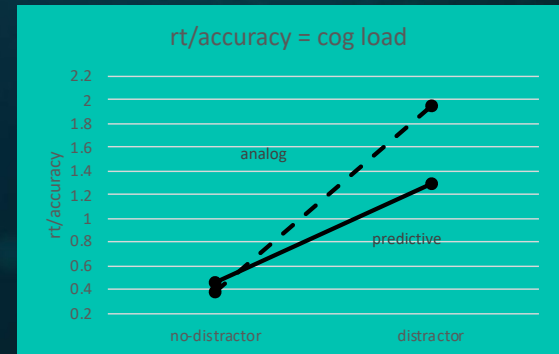 rt/accuracy = cog load
2.2
2
1.8
1.6
1.4
1.2
1
0.8
0.6
0.4
0.2
rt/accuracy
analog
predictive
no-distractor
distractor